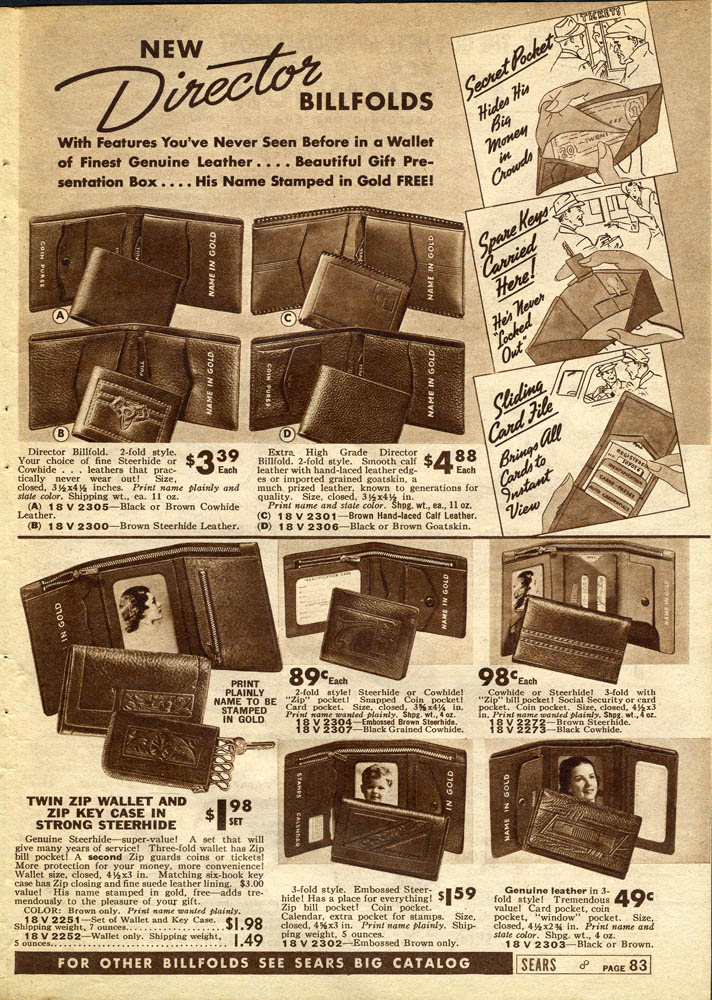 NEW
Director
BILLFOLDS
With Features You've Never Seen Before in a Wallet
of Finest Genuine Leather .... Beautiful Gift Pre-
sentation Box .... His Name Stamped in Gold FREE!
TICKETS
Secret Pocket
Hides His
Big
Money
in
Crowds
Spare Keys
Carried
Here!
He's Never
"Locked
Out"
Sliding
Card File
Brings All
Cards to
Instant
View
COIN PURSE
NAME IN GOLD
A
NAME IN GOLD
C
NAME IN GOLD
B
COIN PURSE
NAME IN GOLD
D
Director Billfold. 2-fold style.
Your choice of fine Steerhide or
Cowhide . . . leathers that prac-
tically never wear out! Size,
closed, 3½x4½ inches. Print name plainly and
state color. Shipping wt., ea. 11 oz.
$3.39 Each
(A) 18 V 2305—Black or Brown Cowhide
Leather.
(B) 18 V 2300—Brown Steerhide Leather.
Extra High Grade Director
Billfold. 2-fold style. Smooth calf
leather with hand-laced leather edg-
es or imported grained goatskin, a
much prized leather, known to generations for
quality. Size, closed, 3½x4½ in.
Print name and state color. Shpg. wt., ea., 11 oz.
$4.88 Each
(C) 18 V 2301—Brown Hand-laced Calf Leather.
(D) 18 V 2306—Black or Brown Goatskin.
IN GOLD
PRINT
PLAINLY
NAME TO BE
STAMPED
IN GOLD
TWIN ZIP WALLET AND
ZIP KEY CASE IN
STRONG STEERHIDE
$1.98 SET
Genuine Steerhide—super-value! A set that will
give many years of service! Three-fold wallet has Zip
bill pocket! A second Zip guards coins or tickets!
More protection for your money, more convenience!
Wallet size, closed, 4½x3 in. Matching six-hook key
case has Zip closing and fine suede leather lining. $3.00
value! His name stamped in gold, free—adds tre-
mendously to the pleasure of your gift.
COLOR: Brown only. Print name wanted plainly.
18 V 2251—Set of Wallet and Key Case.
Shipping weight, 7 ounces.................$1.98
18 V 2252—Wallet only. Shipping weight,
5 ounces..........................1.49
IDENTIFICATION CARD
NAME IN GOLD
89¢ Each
2-fold style! Steerhide or Cowhide!
"Zip" pocket! Snapped Coin pocket!
Card pocket. Size, closed, 3⅝x4¼ in.
Print name wanted plainly. Shpg. wt., 4 oz.
18 V 2304—Embossed Brown Steerhide.
18 V 2307—Black Grained Cowhide.
NAME IN GOLD
98¢ Each
Cowhide or Steerhide! 3-fold with
"Zip" bill pocket! Social Security or card
pocket. Coin pocket. Size, closed, 4½x3
in. Print name wanted plainly. Shpg. wt., 4 oz.
18 V 2272—Brown Steerhide.
18 V 2273—Black Cowhide.
STAMPS
CALENDAR
IN GOLD
3-fold style. Embossed Steer-
hide! Has a place for everything!
Zip bill pocket! Coin pocket.
Calendar, extra pocket for stamps. Size,
closed, 4⅝x3 in. Print name plainly. Ship-
ping weight, 5 ounces.
$1.59
18 V 2302—Embossed Brown only.
NAME IN GOLD
Genuine leather in 3-
fold style! Tremendous
value! Card pocket, coin
pocket, "window" pocket. Size,
closed, 4½x2¾ in. Print name and
state color. Shpg. wt., 4 oz.
49¢
18 V 2303—Black or Brown.
FOR OTHER BILLFOLDS SEE SEARS BIG CATALOG
SEARS
PAGE 83